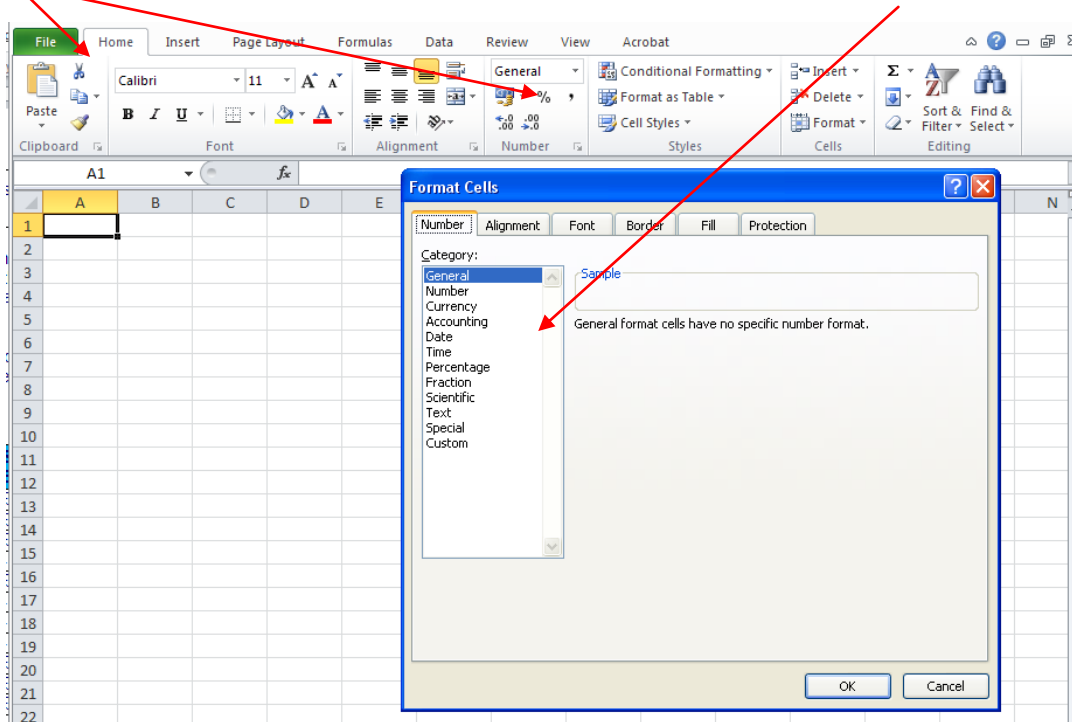 File Home Insert Page Layout Formulas Data Review View Acrobat
Calibri 11 A A General Conditional Formatting Insert Σ
Paste B I U A % , Format as Table Delete Sort & Find &
.00 .00 Cell Styles Format Filter Select
.0 .0
Clipboard Font Alignment Number Styles Cells Editing
A1 fx
A B C D E N
Format Cells
Number Alignment Font Border Fill Protection
Category:
General
Number
Currency
Accounting
Date
Time
Percentage
Fraction
Scientific
Text
Special
Custom
Sample
General format cells have no specific number format.
OK Cancel
1
2
3
4
5
6
7
8
9
10
11
12
13
14
15
16
17
18
19
20
21
22